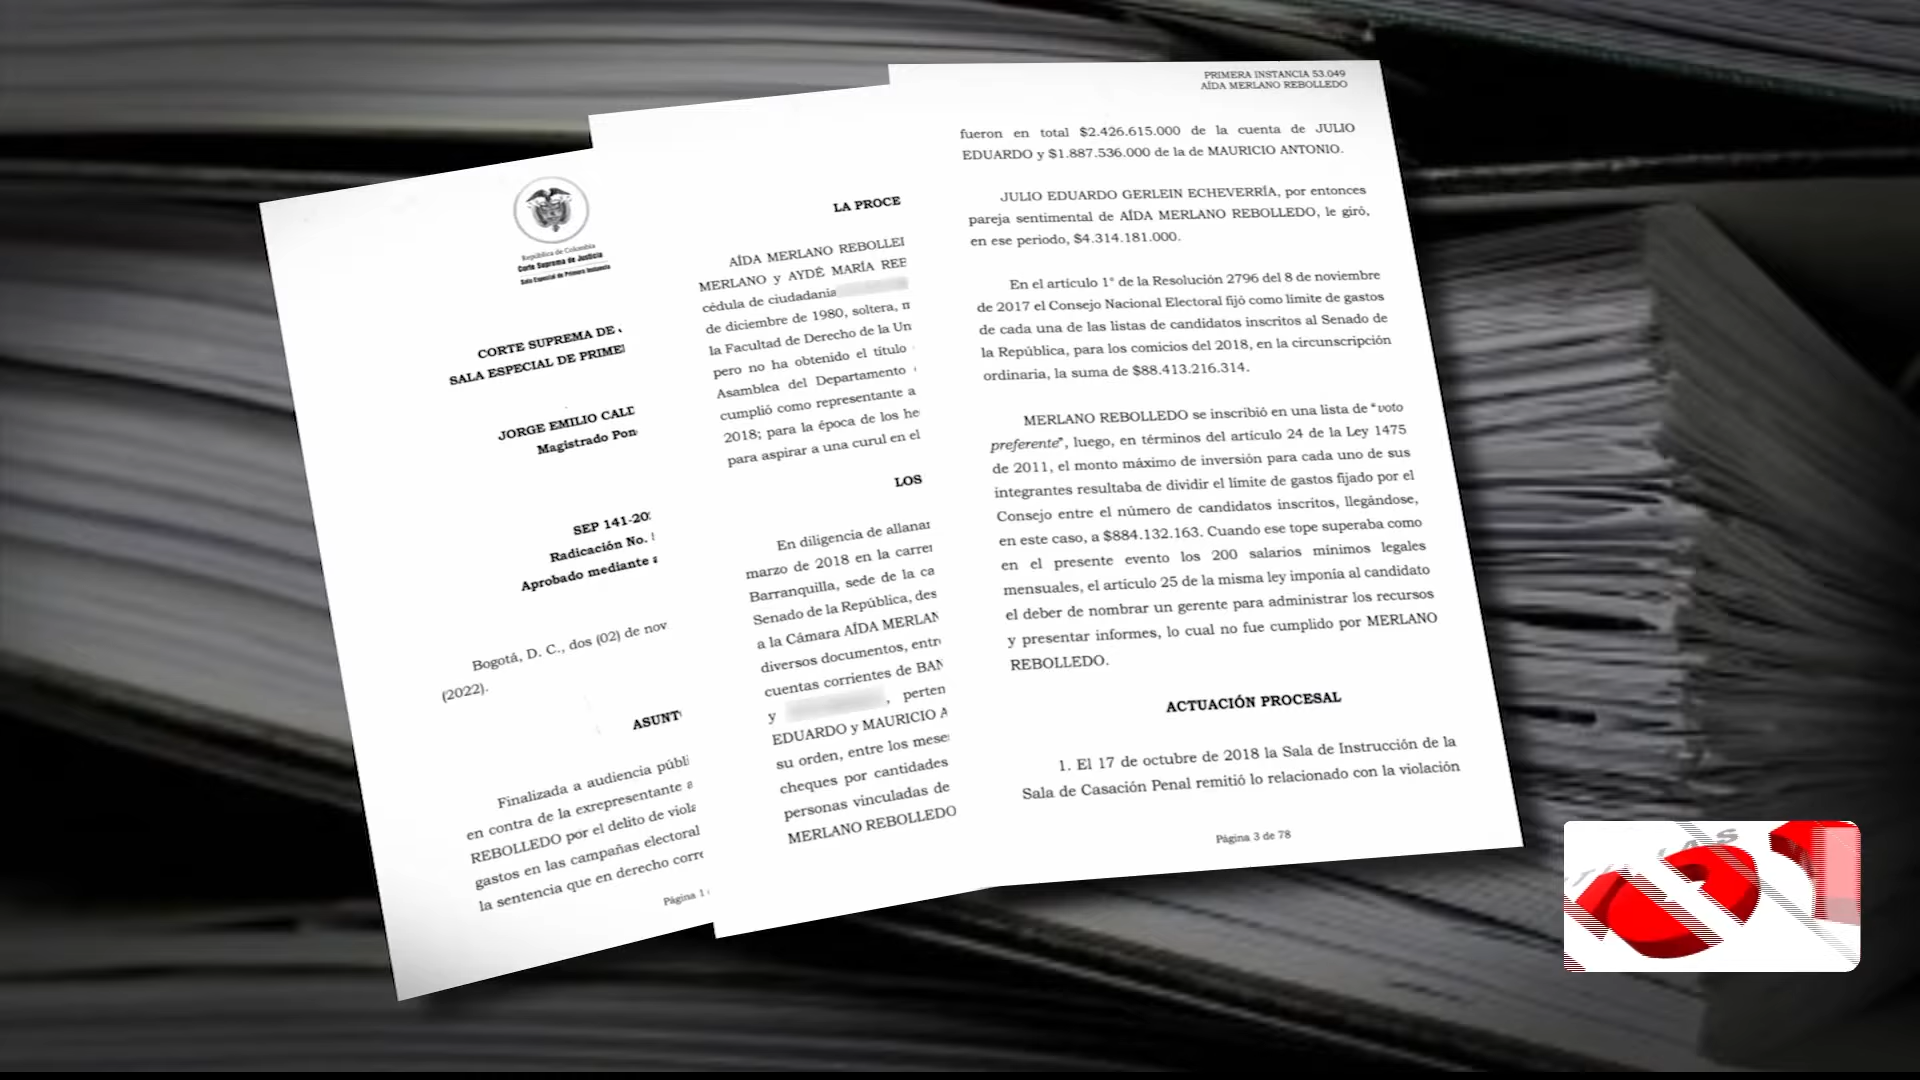 República de Colombia
Corte Suprema de Justicia
Sala Especial de Primera Instancia
CORTE SUPREMA DE
SALA ESPECIAL DE PRIME
JORGE EMILIO CALD
Magistrado Pon
SEP 141-20
Radicación No.
Aprobado mediante a
Bogotá, D. C., dos (02) de nov
(2022).
ASUNT
Finalizada a audiencia públi
en contra de la exrepresentante a
REBOLLEDO por el delito de viola
gastos en las campañas electoral
la sentencia que en derecho corre
Página 1
LA PROCE
AÍDA MERLANO REBOLLEI
MERLANO y AYDÉ MARÍA REE
cédula de ciudadanía
de diciembre de 1980, soltera, n
la Facultad de Derecho de la Un
pero no ha obtenido el título
Asamblea del Departamento
cumplió como representante a
2018; para la época de los he
para aspirar a una curul en el
LOS
En diligencia de allanar
marzo de 2018 en la carre
Barranquilla, sede de la ca
Senado de la República, des
a la Cámara AÍDA MERLAN
diversos documentos, entre
cuentas corrientes de BAN
y , perten
EDUARDO y MAURICIO A
su orden, entre los mese
cheques por cantidades
personas vinculadas de
MERLANO REBOLLEDO
PRIMERA INSTANCIA 53.049
AÍDA MERLANO REBOLLEDO
fueron en total $2.426.615.000 de la cuenta de JULIO
EDUARDO y $1.887.536.000 de la de MAURICIO ANTONIO.
JULIO EDUARDO GERLEIN ECHEVERRÍA, por entonces
pareja sentimental de AÍDA MERLANO REBOLLEDO, le giró,
en ese periodo, $4.314.181.000.
En el artículo 1° de la Resolución 2796 del 8 de noviembre
de 2017 el Consejo Nacional Electoral fijó como límite de gastos
de cada una de las listas de candidatos inscritos al Senado de
la República, para los comicios del 2018, en la circunscripción
ordinaria, la suma de $88.413.216.314.
MERLANO REBOLLEDO se inscribió en una lista de "voto
preferente", luego, en términos del artículo 24 de la Ley 1475
de 2011, el monto máximo de inversión para cada uno de sus
integrantes resultaba de dividir el límite de gastos fijado por el
Consejo entre el número de candidatos inscritos, llegándose,
en este caso, a $884.132.163. Cuando ese tope superaba como
en el presente evento los 200 salarios mínimos legales
mensuales, el artículo 25 de la misma ley imponía al candidato
el deber de nombrar un gerente para administrar los recursos
y presentar informes, lo cual no fue cumplido por MERLANO
REBOLLEDO.
ACTUACIÓN PROCESAL
1. El 17 de octubre de 2018 la Sala de Instrucción de la
Sala de Casación Penal remitió lo relacionado con la violación
Página 3 de 78